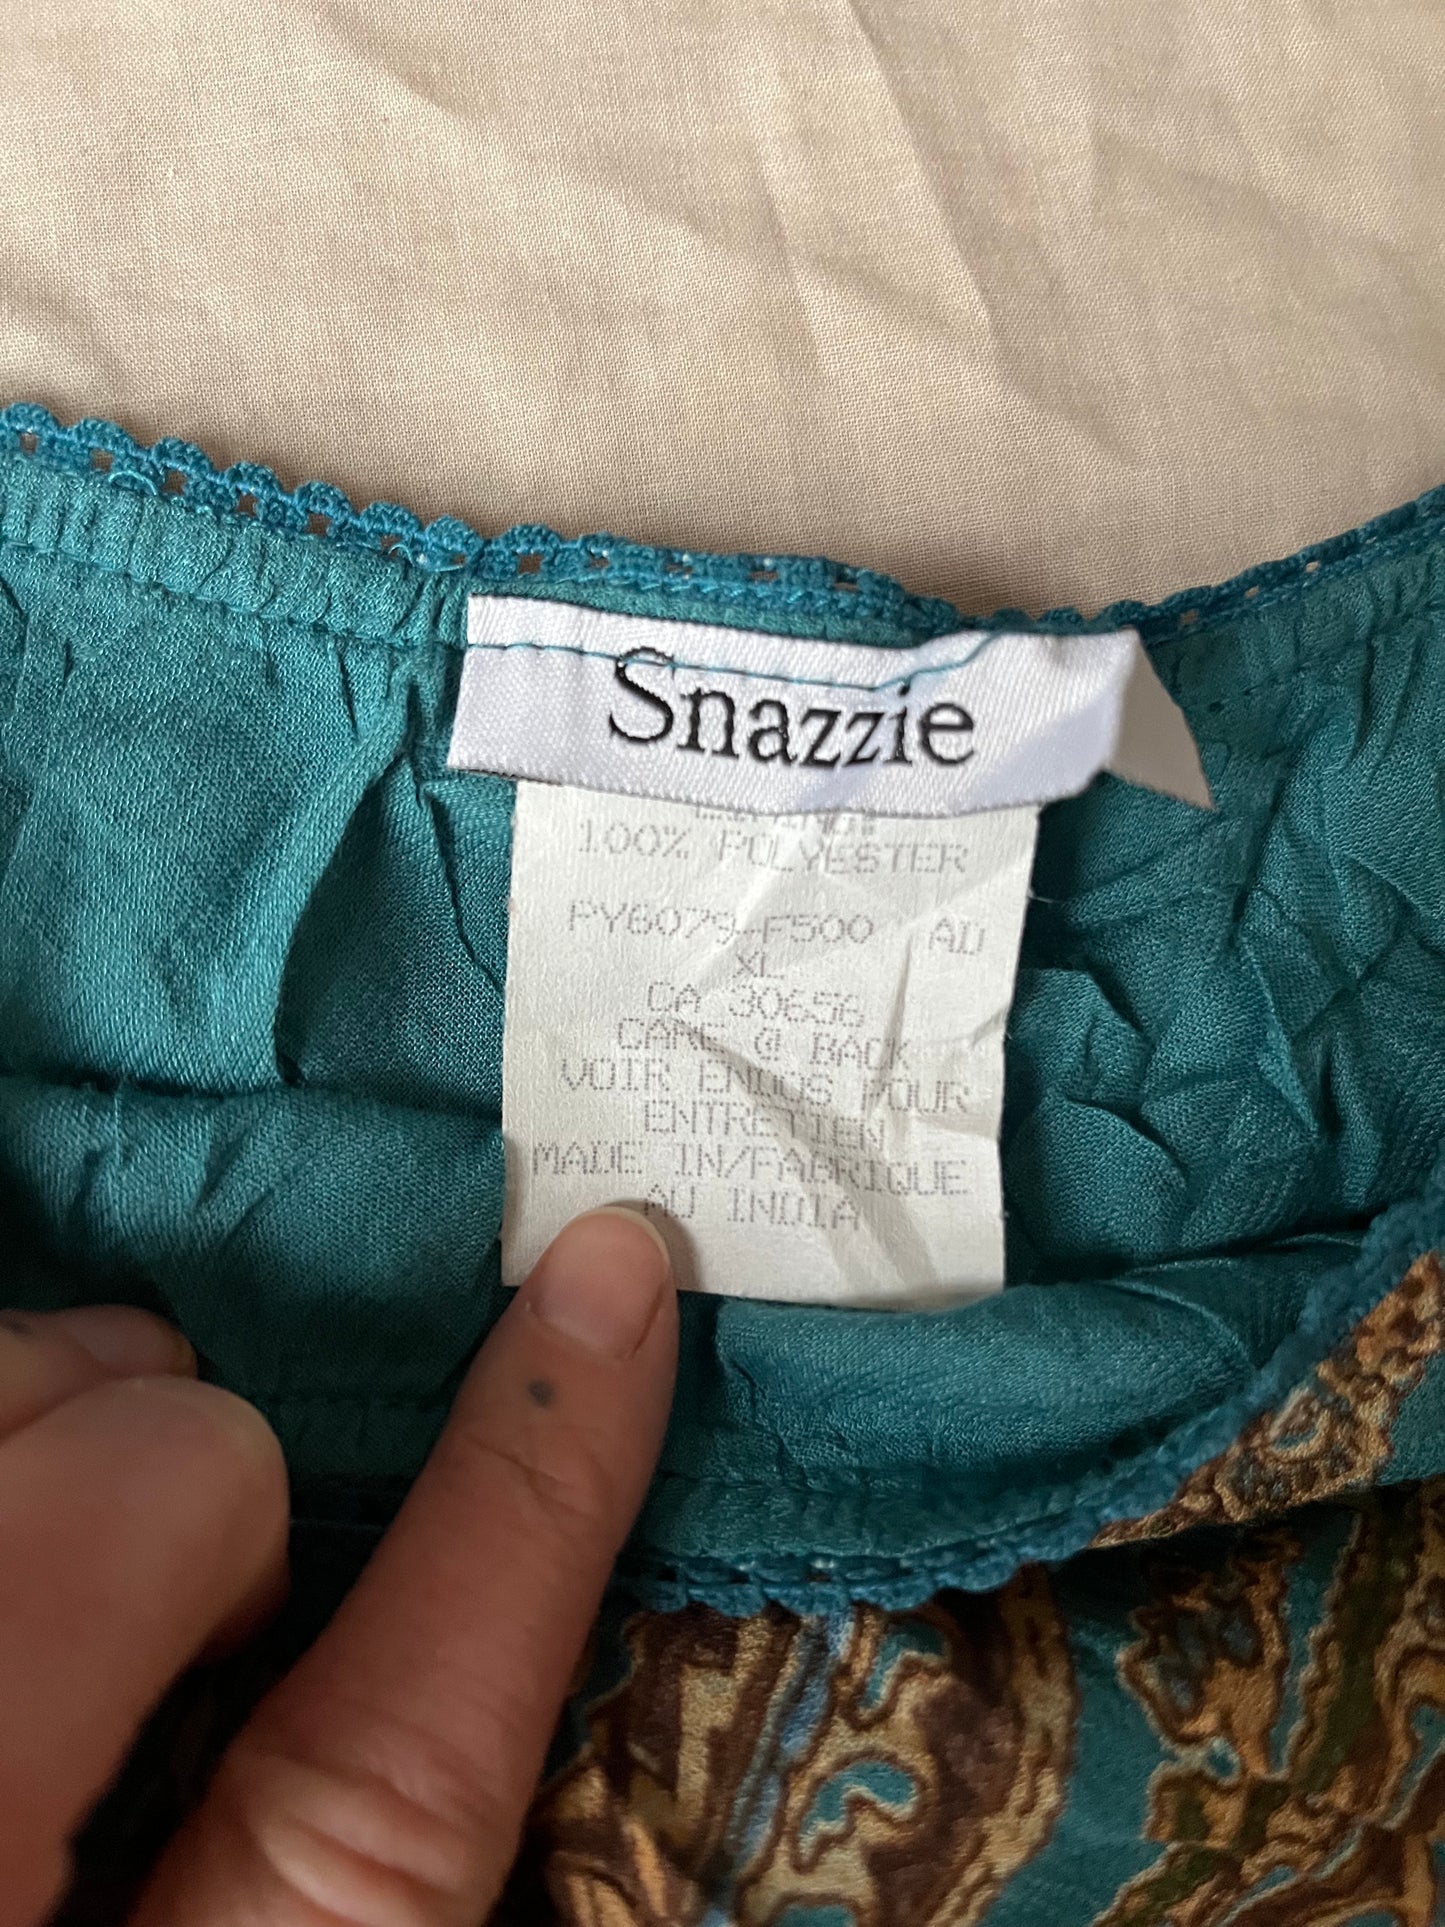 Snazzie
100% POLYESTER
PY6079-F500 AD
XL
CA 30656
CARE @ BACK
VOIR ENDOS POUR
ENTRETIEN
MADE IN/FABRIQUE
AU INDIA